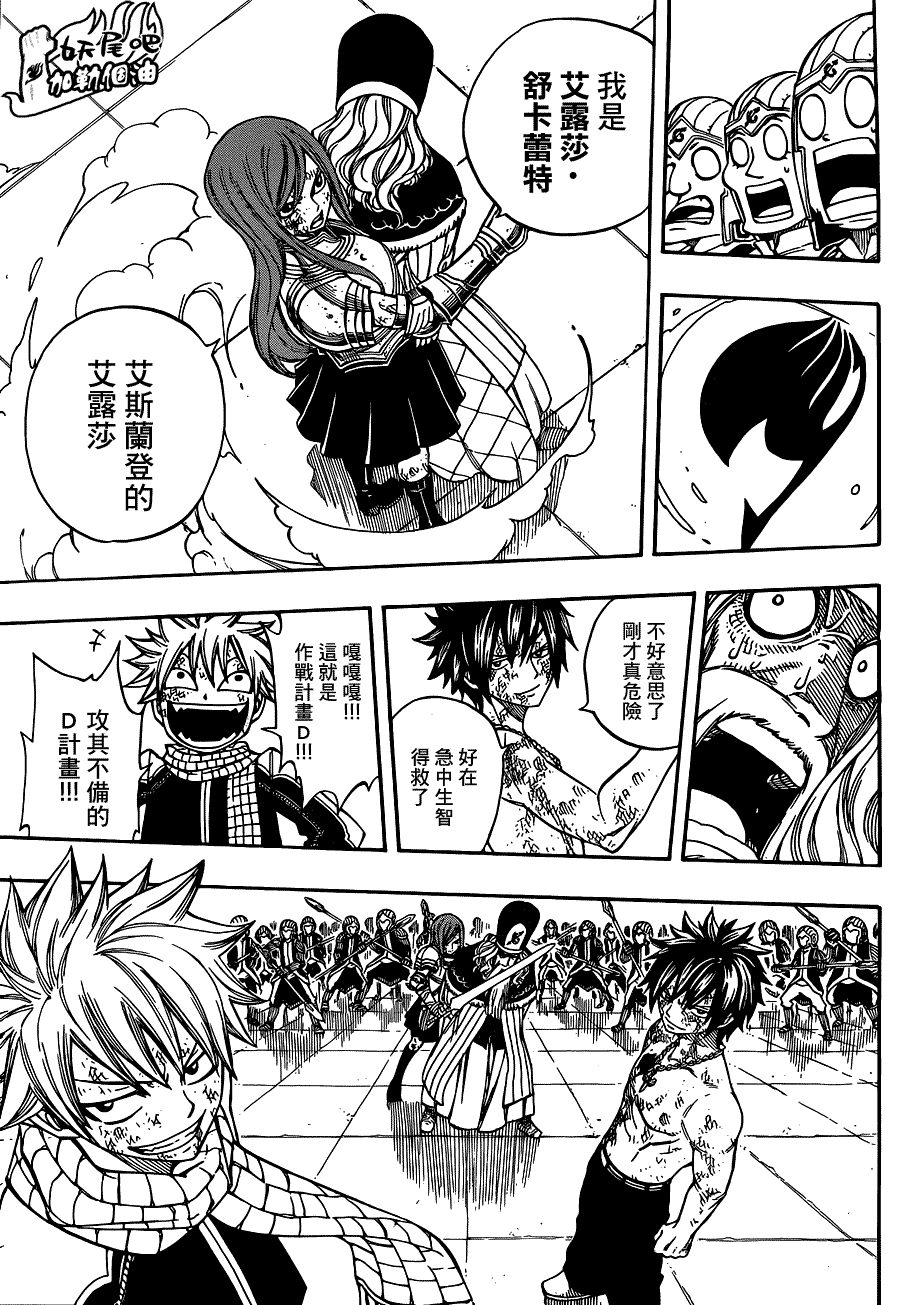 妖尾吧
加勒個油
我是
艾露莎・
舒卡蕾特
艾斯蘭登的
艾露莎
不好意思了
剛才真危險
好在
急中生智
得救了
嘎嘎嘎!!!
這就是
作戰計畫D!!!
攻其不備的
D計畫!!!